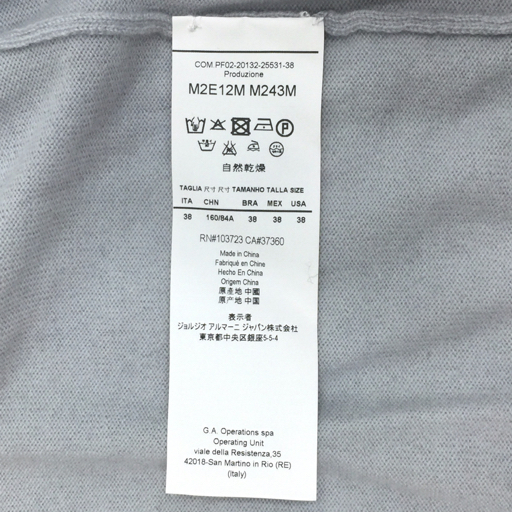 COM.PF02-20132-25531-38
Produzione
M2E12M M243M
自然乾燥
TAGLIA 尺寸 尺寸 TAMANHO TALLA SIZE
ITA CHN BRA MEX USA
38 160/84A 38 38 38
RN#103723 CA#37360
Made in China
Fabriqué en Chine
Hecho En China
Origem China
原產地 中國
原产地 中国
表示者
ジョルジオ アルマーニ ジャパン株式会社
東京都中央区銀座5-5-4
G.A. Operations spa
Operating Unit
viale della Resistenza,35
42018-San Martino in Rio (RE)
(Italy)